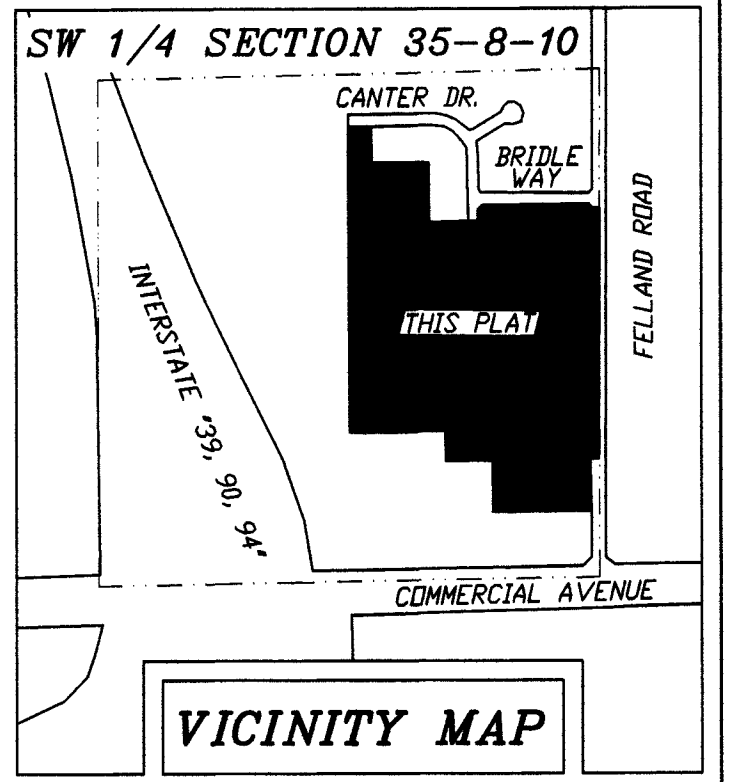 SW 1/4 SECTION 35-8-10
CANTER DR.
BRIDLE
WAY
FELLAND ROAD
INTERSTATE "39, 90, 94"
THIS PLAT
COMMERCIAL AVENUE
VICINITY MAP